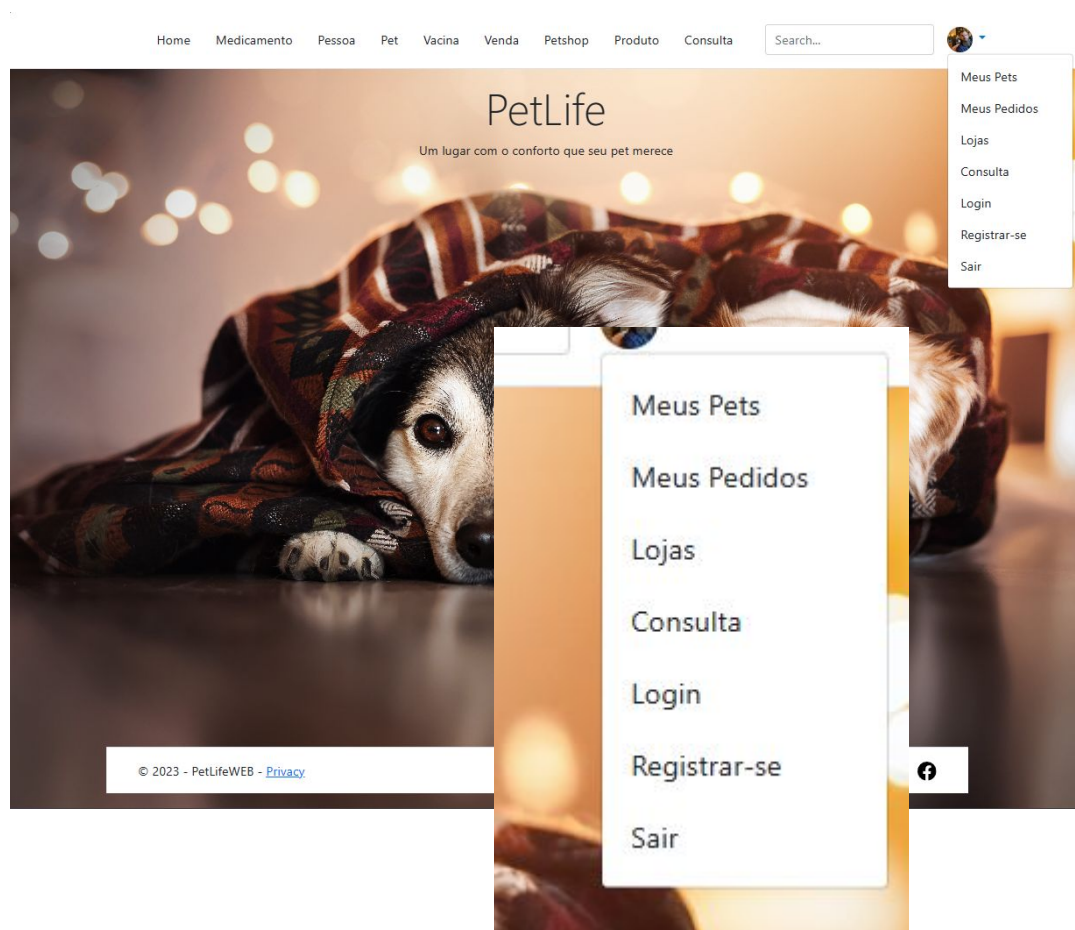 Home Medicamento Pessoa Pet Vacina Venda Petshop Produto Consulta Search...
PetLife
Um lugar com o conforto que seu pet merece
Meus Pets
Meus Pedidos
Lojas
Consulta
Login
Registrar-se
Sair
Meus Pets
Meus Pedidos
Lojas
Consulta
Login
Registrar-se
Sair
© 2023 - PetLifeWEB - Privacy